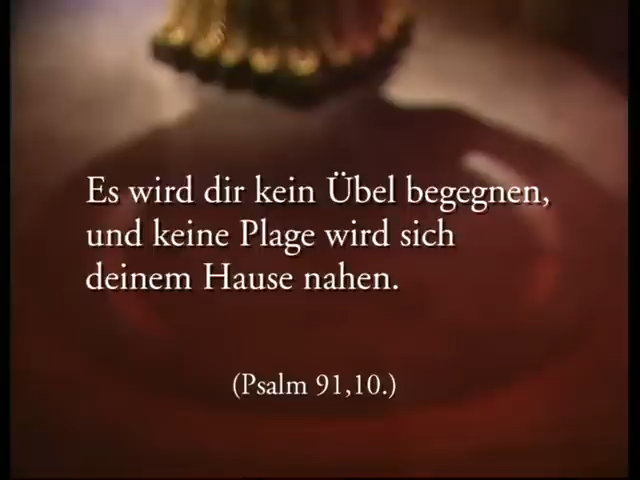 Es wird dir kein Übel begegnen,
und keine Plage wird sich
deinem Hause nahen.
(Psalm 91,10.)